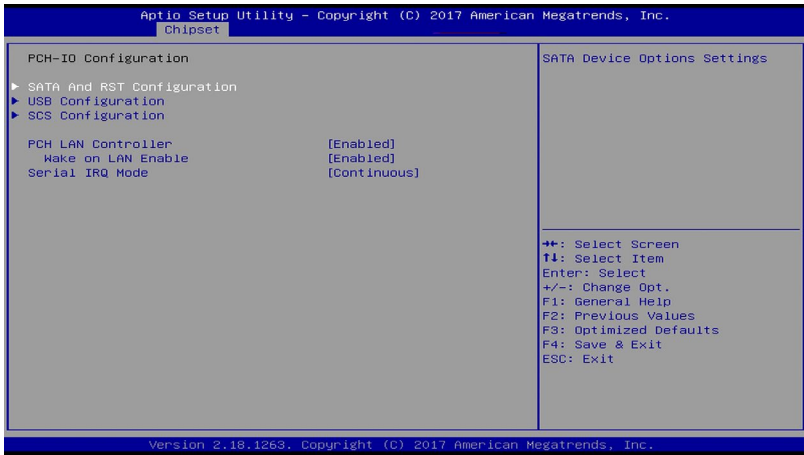 Aptio Setup Utility – Copyright (C) 2017 American Megatrends, Inc.
Chipset
PCH-IO Configuration
SATA And RST Configuration
USB Configuration
SCS Configuration
PCH LAN Controller [Enabled]
Wake on LAN Enable [Enabled]
Serial IRQ Mode [Continuous]
SATA Device Options Settings
→←: Select Screen
↑↓: Select Item
Enter: Select
+/-: Change Opt.
F1: General Help
F2: Previous Values
F3: Optimized Defaults
F4: Save & Exit
ESC: Exit
Version 2.18.1263. Copyright (C) 2017 American Megatrends, Inc.